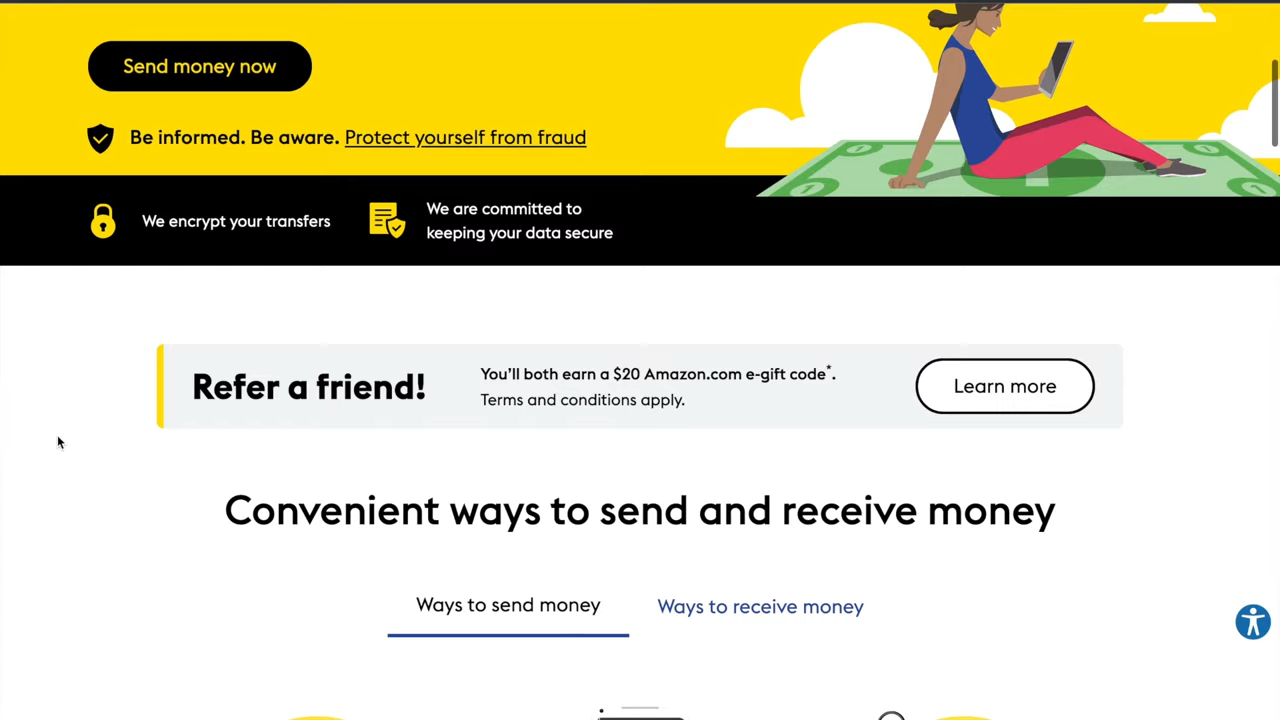 Send money now
Be informed. Be aware. Protect yourself from fraud
We encrypt your transfers
We are committed to
keeping your data secure
Refer a friend!
You'll both earn a $20 Amazon.com e-gift code*.
Terms and conditions apply.
Learn more
Convenient ways to send and receive money
Ways to send money
Ways to receive money